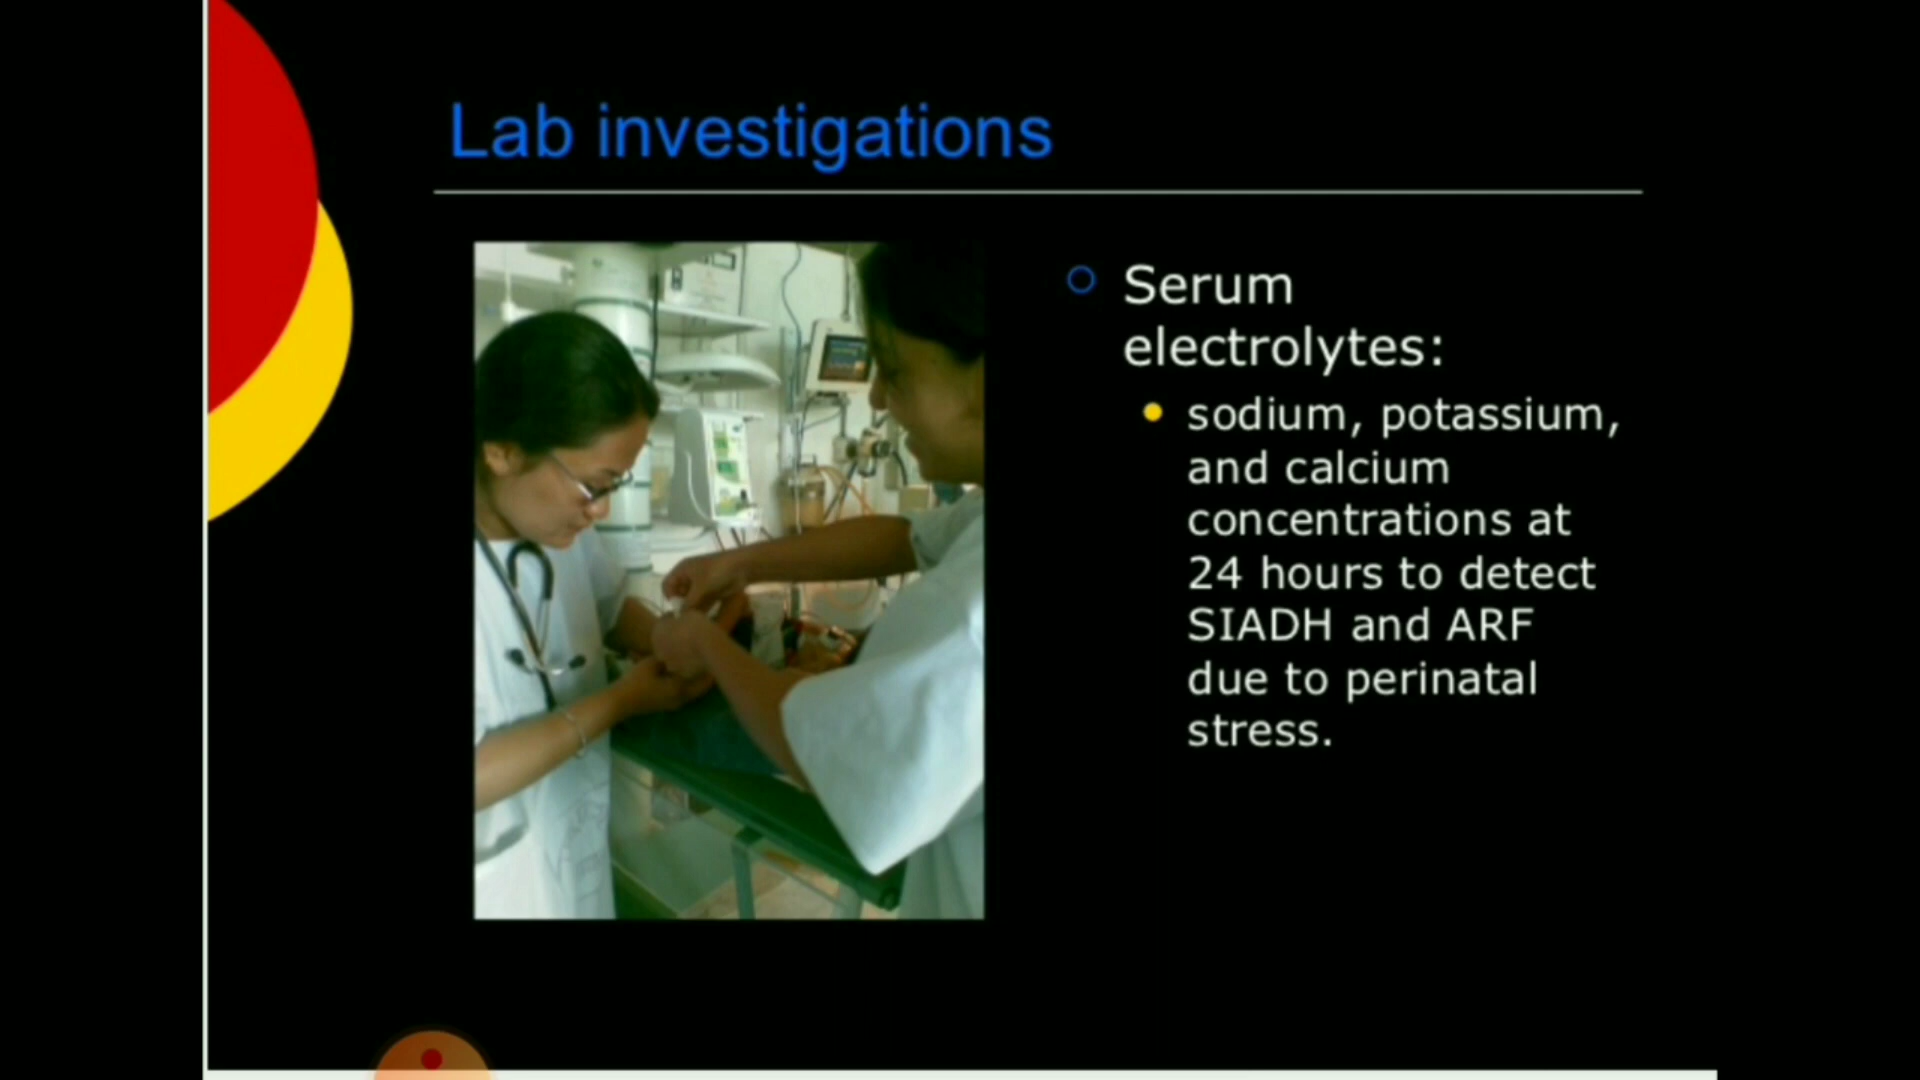 Lab investigations
Serum
electrolytes:
sodium, potassium,
and calcium
concentrations at
24 hours to detect
SIADH and ARF
due to perinatal
stress.